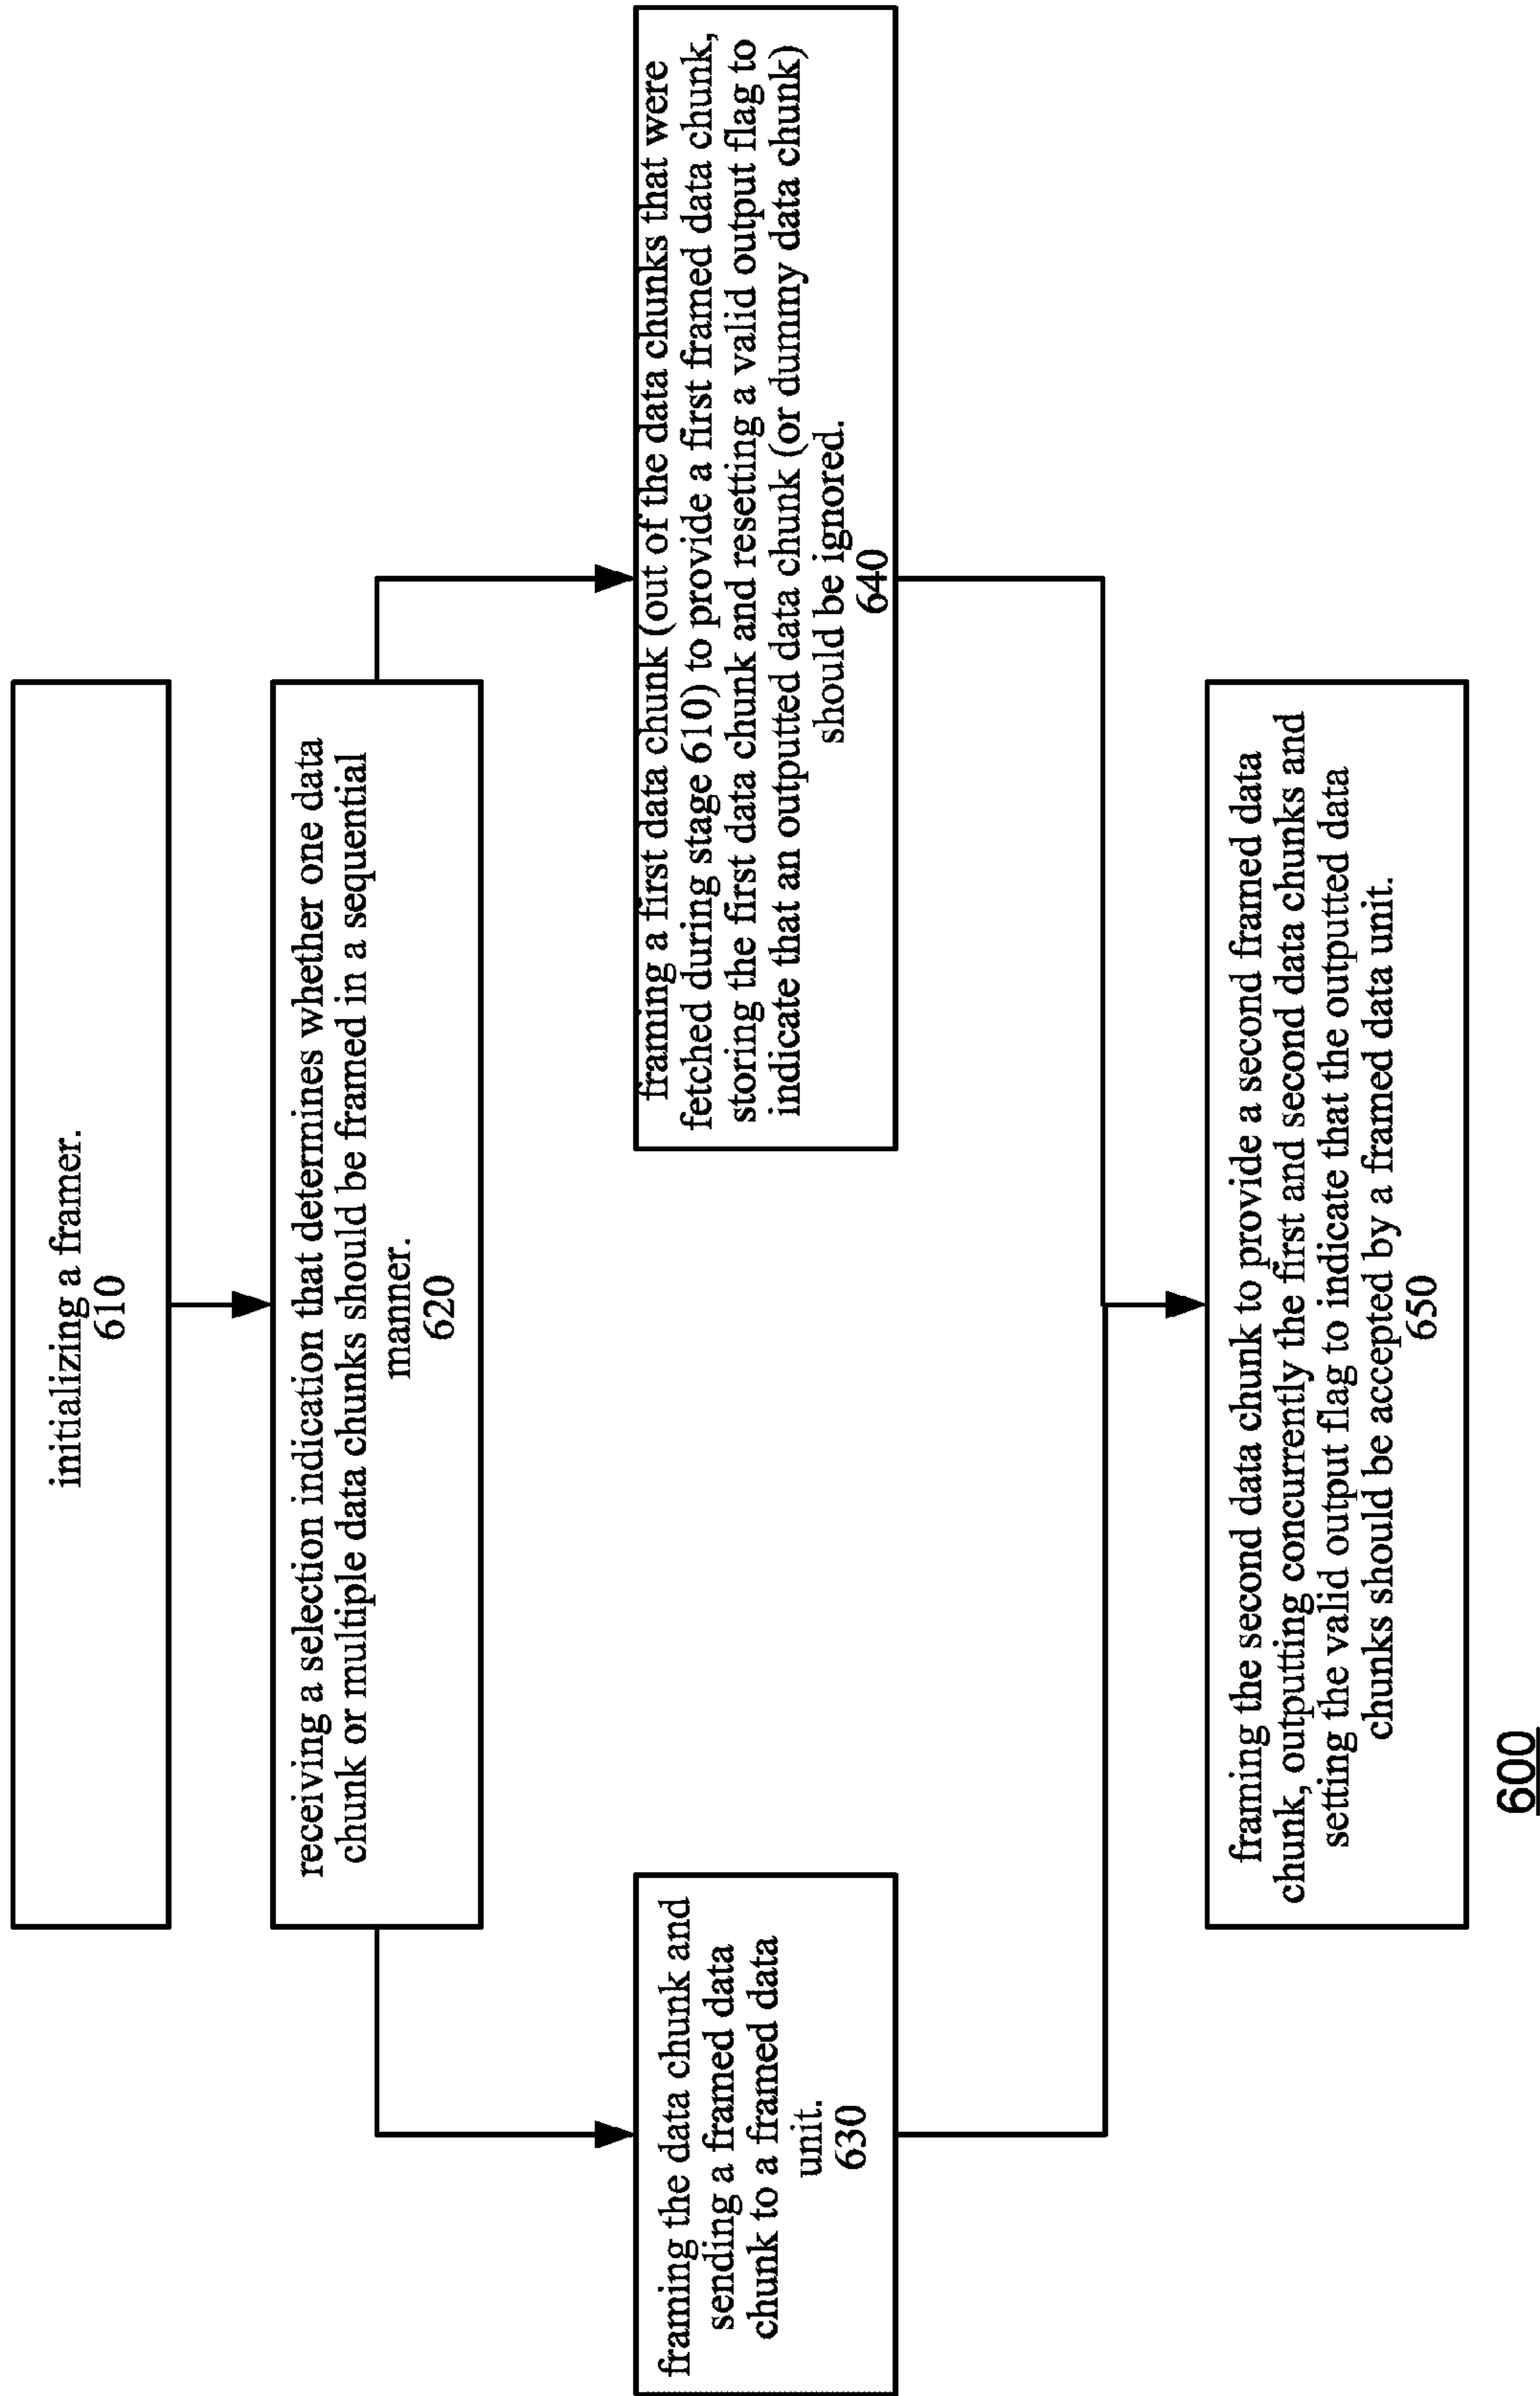 initializing a framer.
610
receiving a selection indication that determines whether one data
chunk or multiple data chunks should be framed in a sequential
manner.
620
framing the data chunk and
sending a framed data
chunk to a framed data
unit.
630
framing a first data chunk (out of the data chunks that were
fetched during stage 610) to provide a first framed data chunk,
storing the first data chunk and resetting a valid output flag to
indicate that an outputted data chunk (or dummy data chunk)
should be ignored.
640
framing the second data chunk to provide a second framed data
chunk, outputting concurrently the first and second data chunks and
setting the valid output flag to indicate that the outputted data
chunks should be accepted by a framed data unit.
650
600